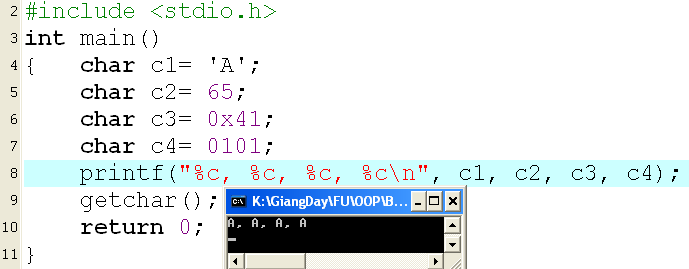 2 #include <stdio.h>
3 int main()
4 { char c1= 'A';
5 char c2= 65;
6 char c3= 0x41;
7 char c4= 0101;
8 printf("%c, %c, %c, %c\n", c1, c2, c3, c4);
9 getchar();
10 return 0;
11 }
K:\GiangDay\FU\OOP\B...
A, A, A, A